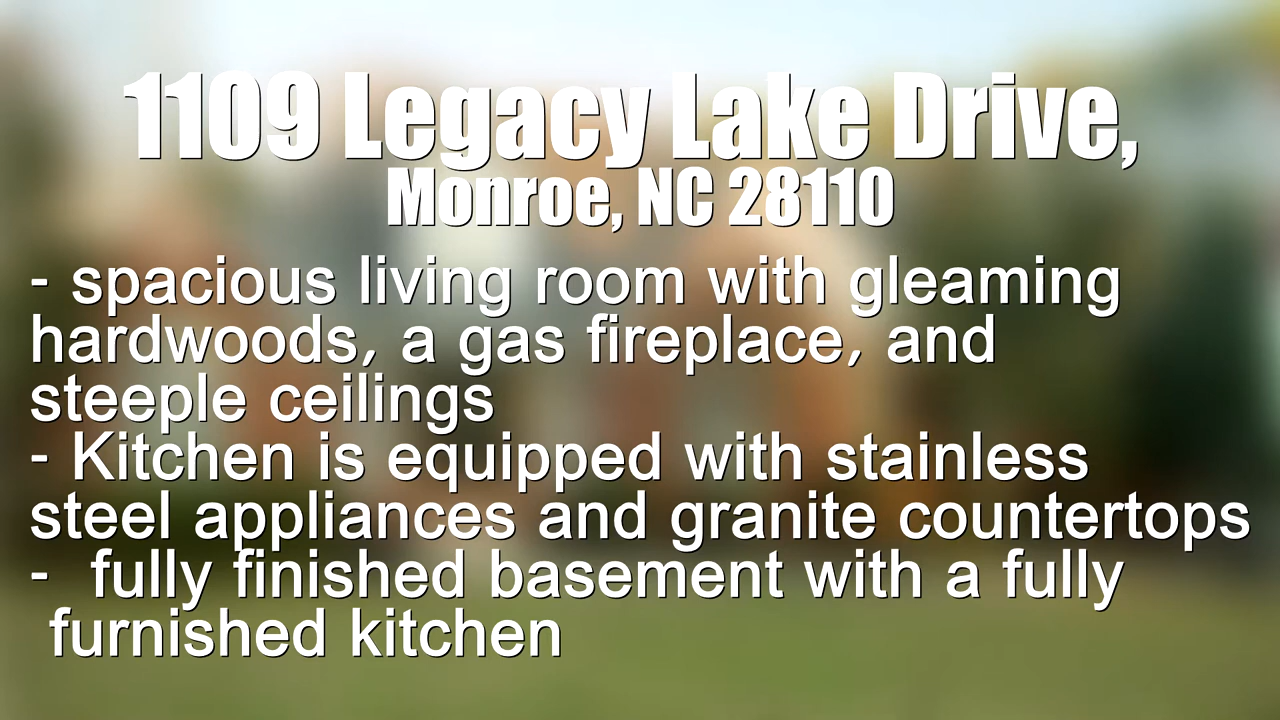 1109 Legacy Lake Drive,
Monroe, NC 28110
- spacious living room with gleaming
hardwoods, a gas fireplace, and
steeple ceilings
- Kitchen is equipped with stainless
steel appliances and granite countertops
-  fully finished basement with a fully
furnished kitchen